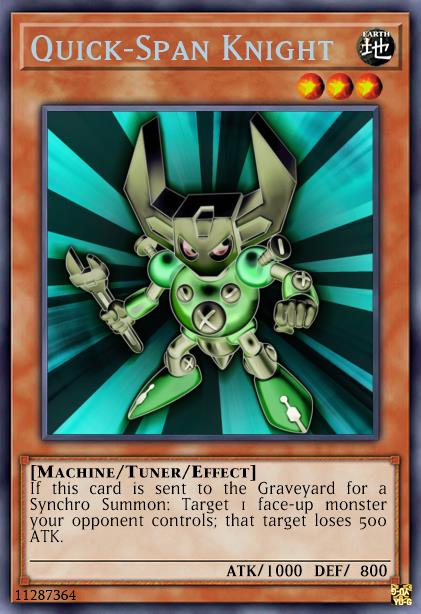 Quick-Span Knight
EARTH
地
[Machine/Tuner/Effect]
If this card is sent to the Graveyard for a
Synchro Summon: Target 1 face-up monster
your opponent controls; that target loses 500
ATK.
ATK/1000 DEF/ 800
11287364